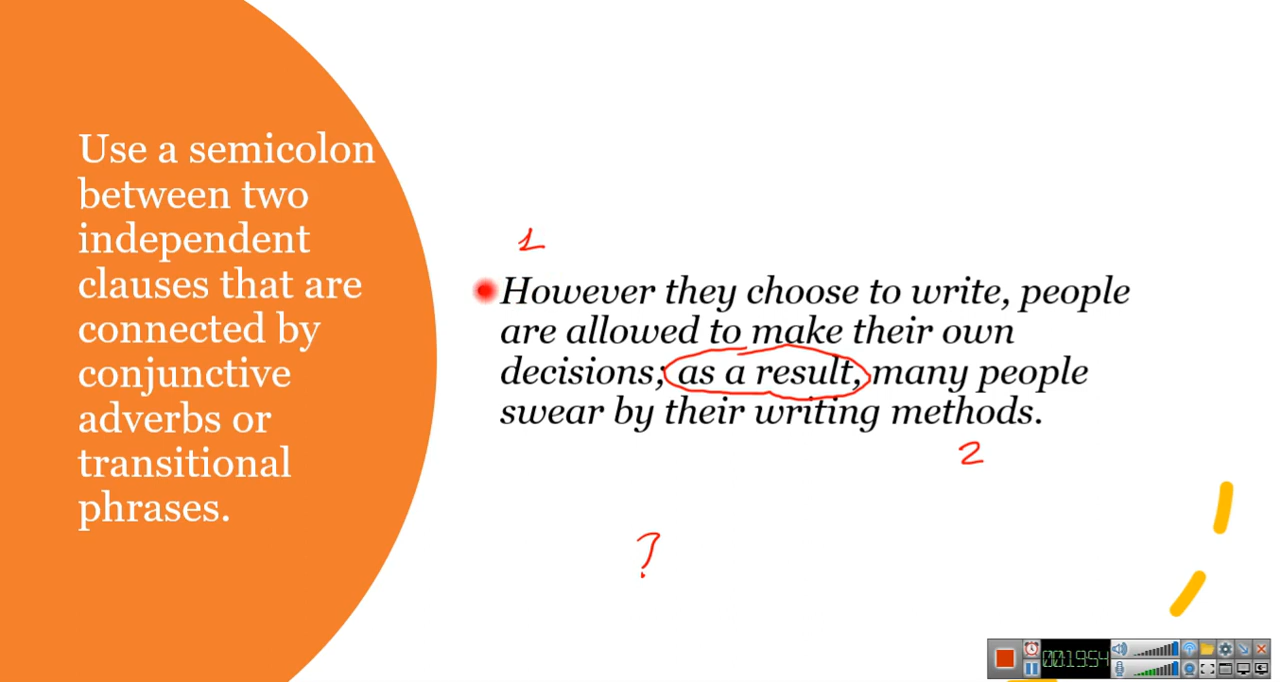 Use a semicolon
between two
independent
clauses that are
connected by
conjunctive
adverbs or
transitional
phrases.
1
However they choose to write, people
are allowed to make their own
decisions; as a result, many people
swear by their writing methods.
2
?
00:19:54